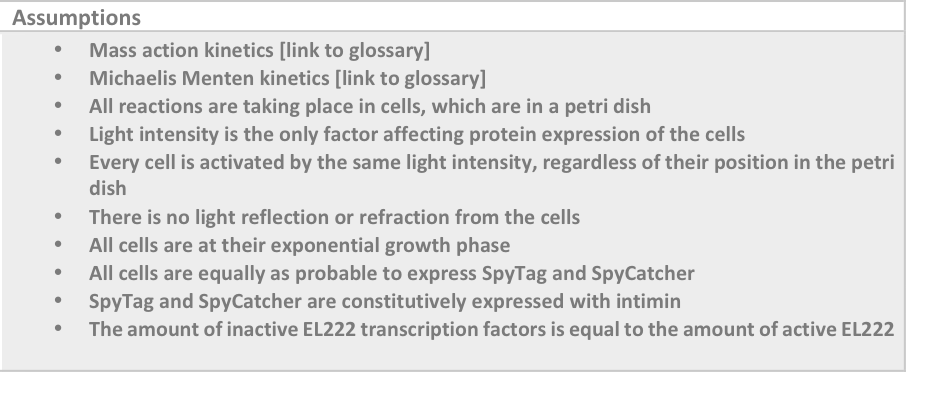 Assumptions
• Mass action kinetics [link to glossary]
• Michaelis Menten kinetics [link to glossary]
• All reactions are taking place in cells, which are in a petri dish
• Light intensity is the only factor affecting protein expression of the cells
• Every cell is activated by the same light intensity, regardless of their position in the petri
dish
• There is no light reflection or refraction from the cells
• All cells are at their exponential growth phase
• All cells are equally as probable to express SpyTag and SpyCatcher
• SpyTag and SpyCatcher are constitutively expressed with intimin
• The amount of inactive EL222 transcription factors is equal to the amount of active EL222